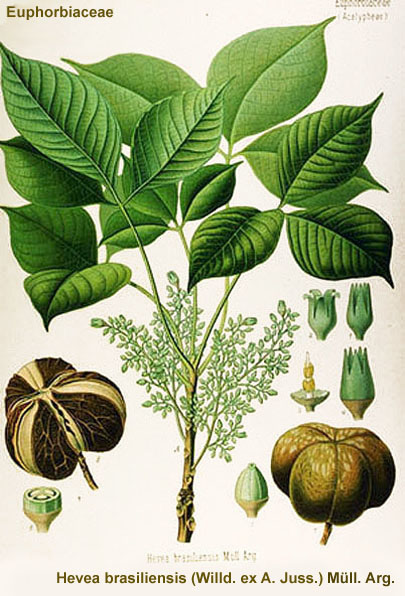 Euphorbiaceae
Euphorbiaceae
(Acalypheae)
Hevea brasiliensis Müll. Arg.
Hevea brasiliensis (Willd. ex A. Juss.) Müll. Arg.